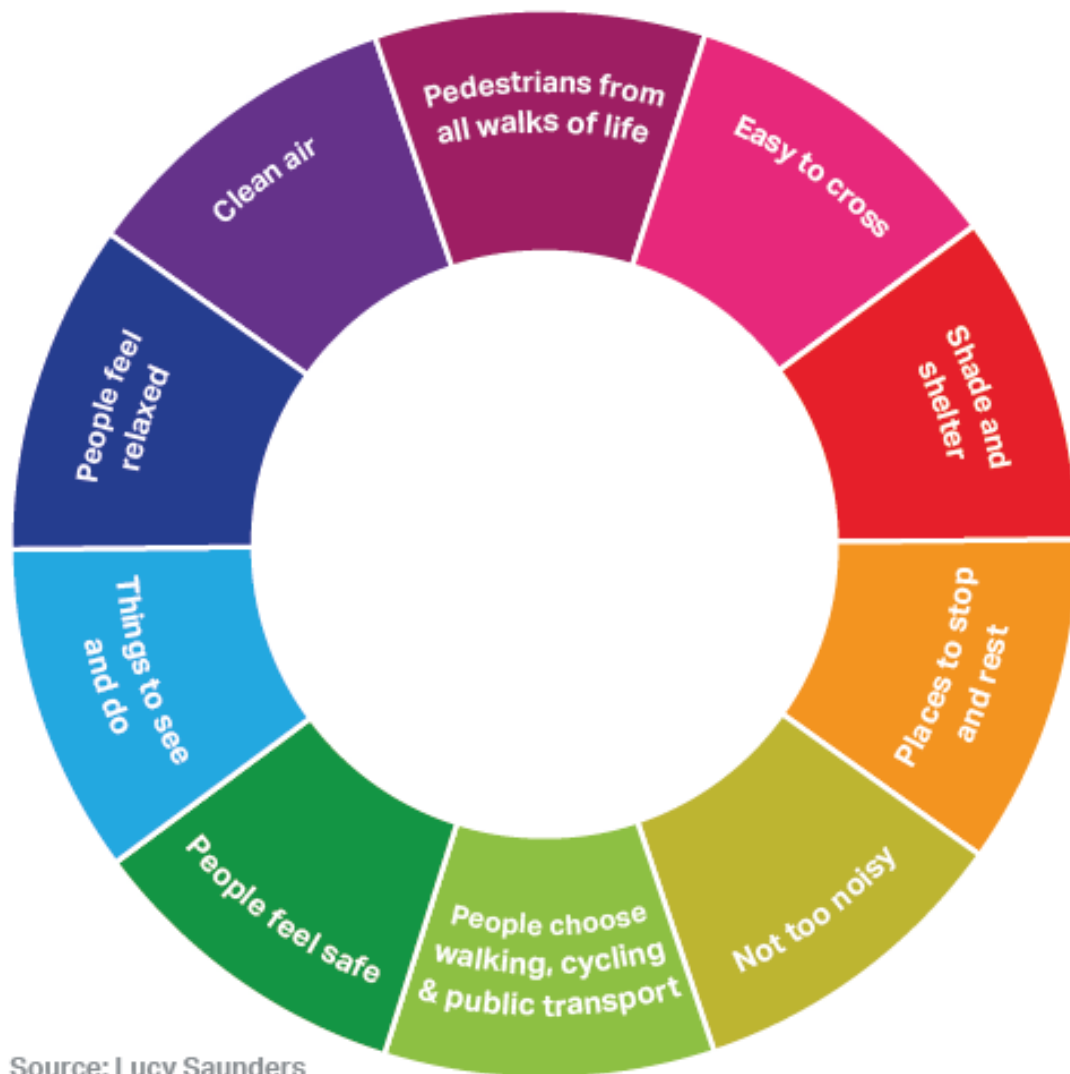 Pedestrians from
all walks of life
Easy to cross
Shade and
shelter
Places to stop
and rest
Not too noisy
People choose
walking, cycling
& public transport
People feel safe
Things to see
and do
People feel
relaxed
Clean air
Source: Lucy Saunders